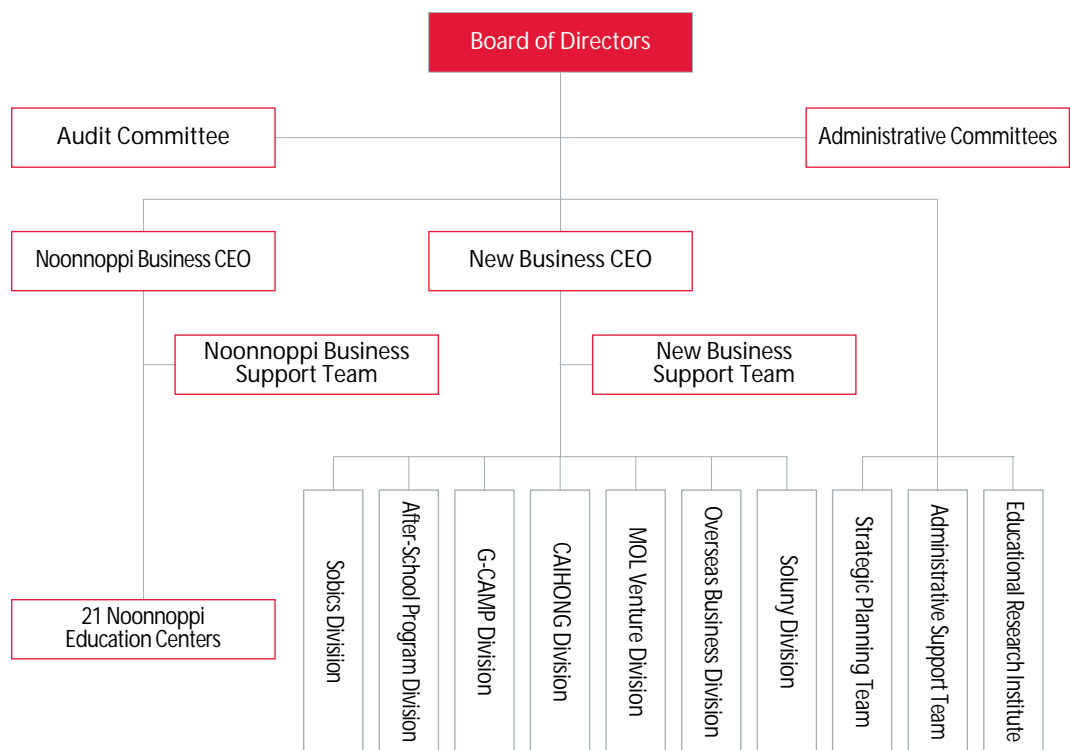 Board of Directors
Audit Committee
Administrative Committees
Noonnoppi Business CEO
New Business CEO
Noonnoppi Business
Support Team
New Business
Support Team
Sobics Divisiion
After-School Program Division
G-CAMP Division
CAIHONG Division
MOL Venture Division
Overseas Business Division
Soluny Division
Strategic Planning Team
Administrative Support Team
Educational Research Institute
21 Noonnoppi
Education Centers